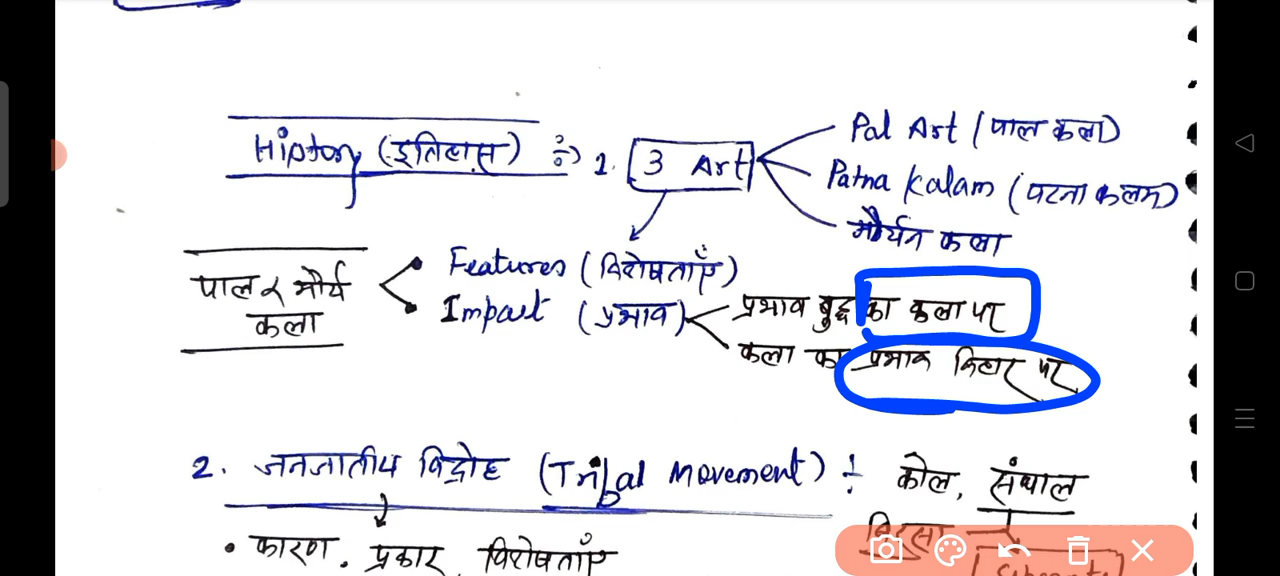 History (इतिहास) ÷ 1. 3 Art
Pal Art (पाल कला)
Patna Kalam (पटना कलम)
मौर्यन कला
पाल र मौर्य कला
• Features (विशेषताएँ)
• Impact (प्रभाव)
प्रभाव बुद्ध का कला पर
कला का प्रभाव बिहार पर
2. जनजातीय विद्रोह (Tribal Movement) ÷ कोल, संथाल
बिरसा
• कारण, प्रकार, विशेषताएँ